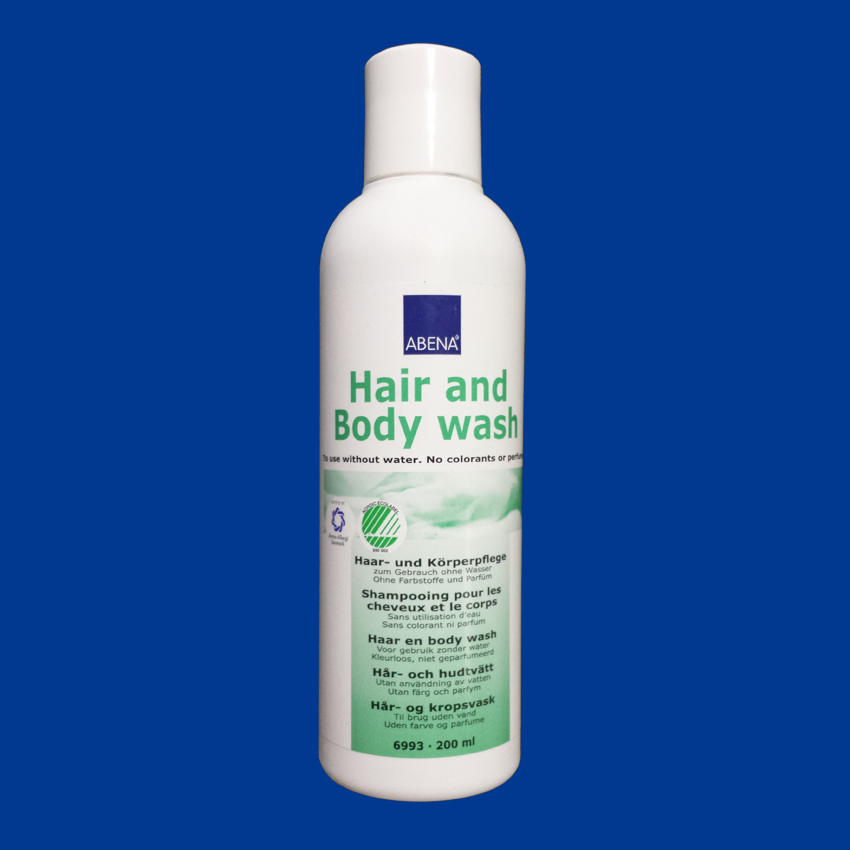 ABENA®
Hair and
Body wash
To use without water. No colorants or
NORDIC ECOLABEL
Haar- und Körperpflege
zum Gebrauch ohne Wasser
Ohne Farbstoffe und Parfüm
Shampooing pour les
cheveux et le corps
Sans utilisation d'eau
Sans colorant ni parfum
Haar en body wash
Voor gebruik zonder water
Kleurloos, niet geparfumeerd
Hår- och hudtvätt
Utan användning av vatten
Utan färg och parfym
Hår- og kropsvask
Til brug uden vand
Uden farve og parfume
6993 · 200 ml